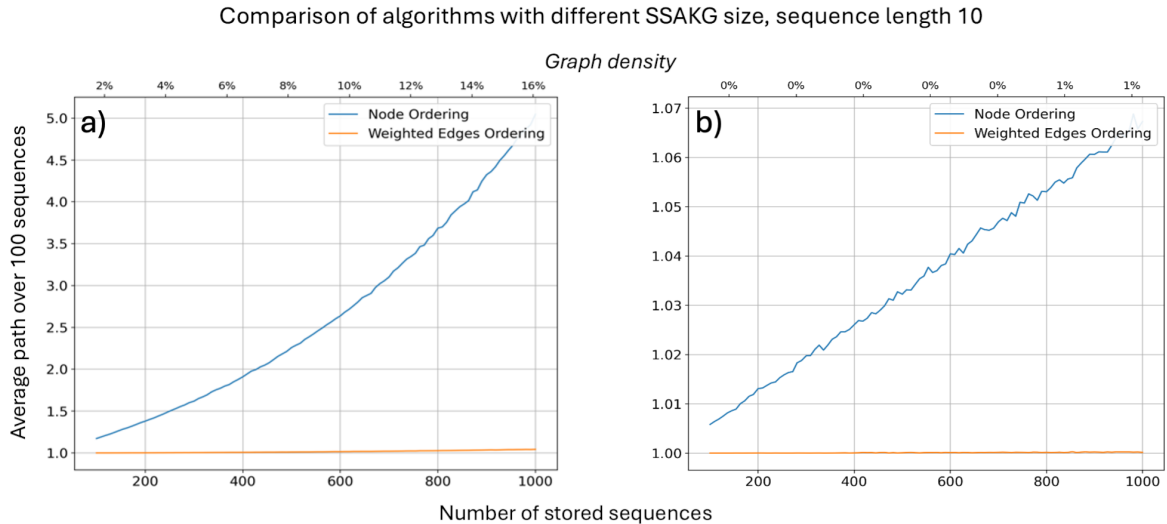 Comparison of algorithms with different SSAKG size, sequence length 10
Graph density
2% 4% 6% 8% 10% 12% 14% 16%
a)
Node Ordering
Weighted Edges Ordering
5.0
4.5
4.0
3.5
3.0
2.5
2.0
1.5
1.0
200 400 600 800 1000
0% 0% 0% 0% 0% 1% 1%
b)
Node Ordering
Weighted Edges Ordering
1.07
1.06
1.05
1.04
1.03
1.02
1.01
1.00
200 400 600 800 1000
Average path over 100 sequences
Number of stored sequences